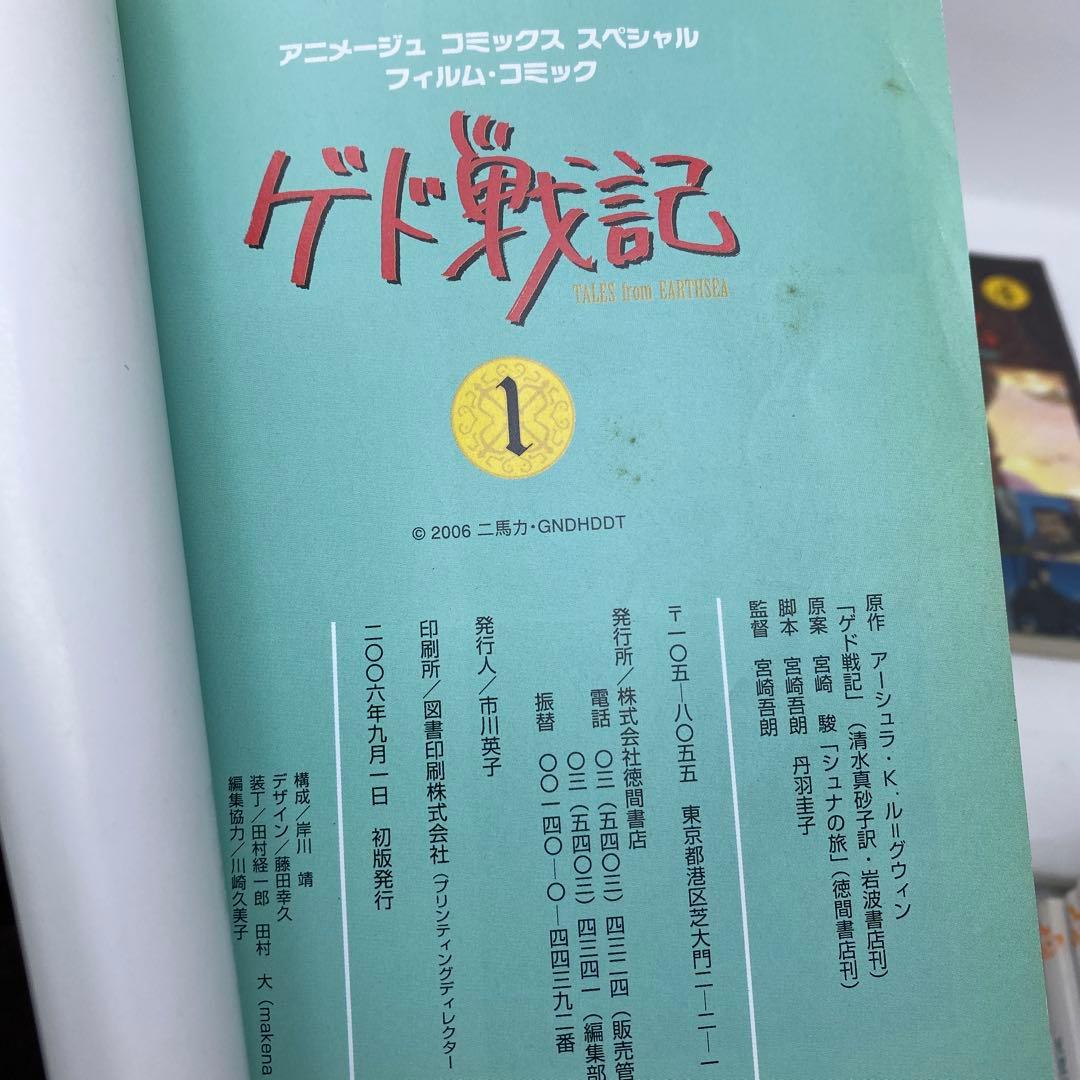 アニメージュ コミックス スペシャル
フィルム・コミック
ゲド戦記
TALES from EARTHSEA
1
© 2006 二馬力・GNDHDDT
原作 アーシュラ・K.ル=グウィン
「ゲド戦記」(清水真砂子訳・岩波書店刊)
原案 宮崎 駿「シュナの旅」(徳間書店刊)
脚本 宮崎吾朗 丹羽圭子
監督 宮崎吾朗
〒一〇五―八〇五五 東京都港区芝大門二―二―一
発行所/株式会社徳間書店
電話 〇三(五四〇三)四三二四(販売管
〇三(五四〇三)四三四一(編集部
振替 〇〇一四〇―〇―四四三九二番
発行人/市川英子
印刷所/図書印刷株式会社(プリンティングディレクター
二〇〇六年九月一日 初版発行
構成/岸川 靖
デザイン/藤田幸久
装丁/田村経一郎 田村 大(makena
編集協力/川崎久美子